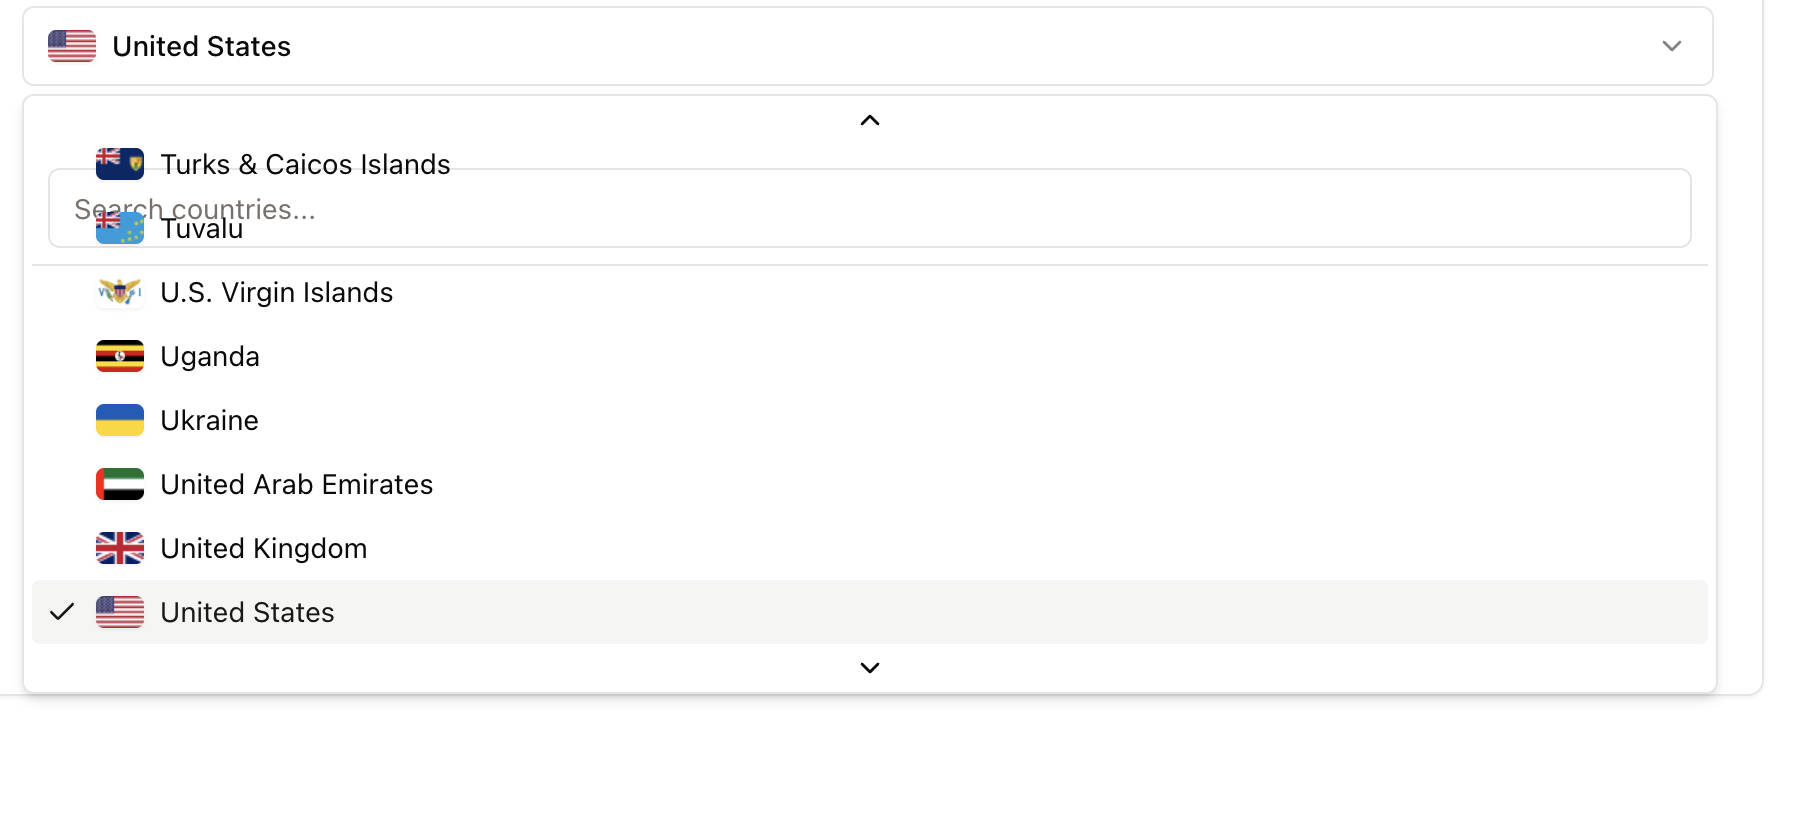 United States
Turks & Caicos Islands
Search countries...
Tuvalu
U.S. Virgin Islands
Uganda
Ukraine
United Arab Emirates
United Kingdom
United States